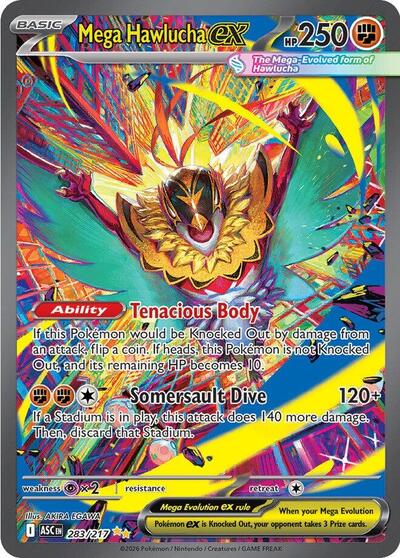 BASIC
Mega Hawlucha ex HP 250
The Mega-Evolved form of
Hawlucha
Ability Tenacious Body
If this Pokémon would be Knocked Out by damage from
an attack, flip a coin. If heads, this Pokémon is not Knocked
Out, and its remaining HP becomes 10.
Somersault Dive 120+
If a Stadium is in play, this attack does 140 more damage.
Then, discard that Stadium.
weakness ×2 resistance retreat
Illus. AKIRA EGAWA
I ASC EN 283/217
Mega Evolution ex rule
When your Mega Evolution
Pokémon ex is Knocked Out, your opponent takes 3 Prize cards.
©2026 Pokémon / Nintendo / Creatures / GAME FREAK